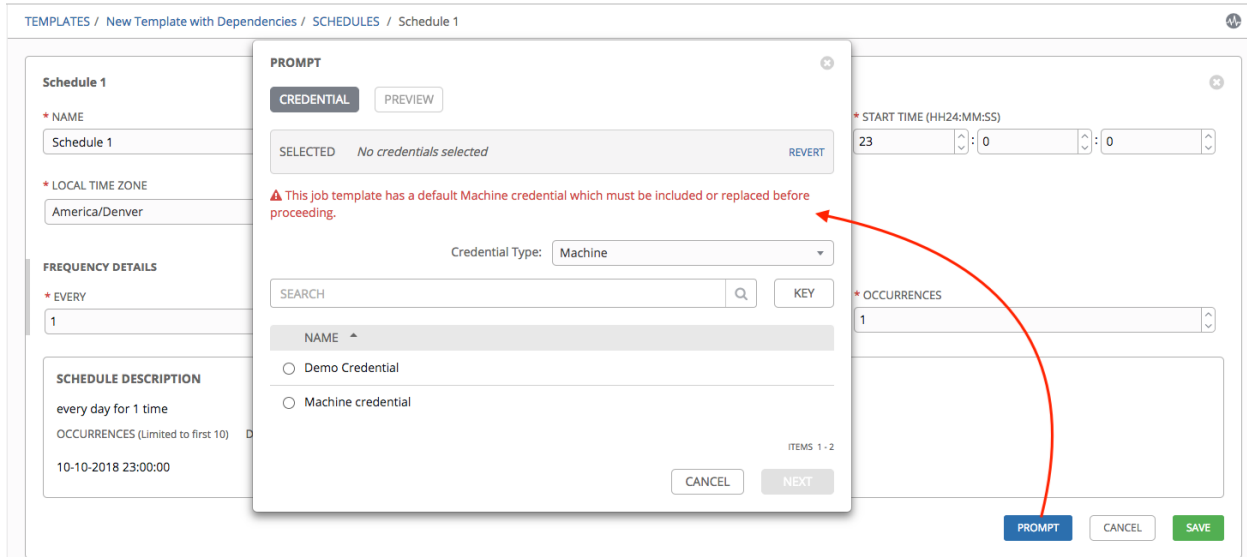 TEMPLATES / New Template with Dependencies / SCHEDULES / Schedule 1
Schedule 1
* NAME
Schedule 1
* START TIME (HH24:MM:SS)
23 : 0 : 0
* LOCAL TIME ZONE
America/Denver
FREQUENCY DETAILS
* EVERY
1
* OCCURRENCES
1
SCHEDULE DESCRIPTION
every day for 1 time
OCCURRENCES (Limited to first 10) D
10-10-2018 23:00:00
PROMPT
CREDENTIAL PREVIEW
SELECTED No credentials selected REVERT
This job template has a default Machine credential which must be included or replaced before
proceeding.
Credential Type: Machine
SEARCH KEY
NAME
Demo Credential
Machine credential
ITEMS 1 - 2
CANCEL NEXT
PROMPT CANCEL SAVE